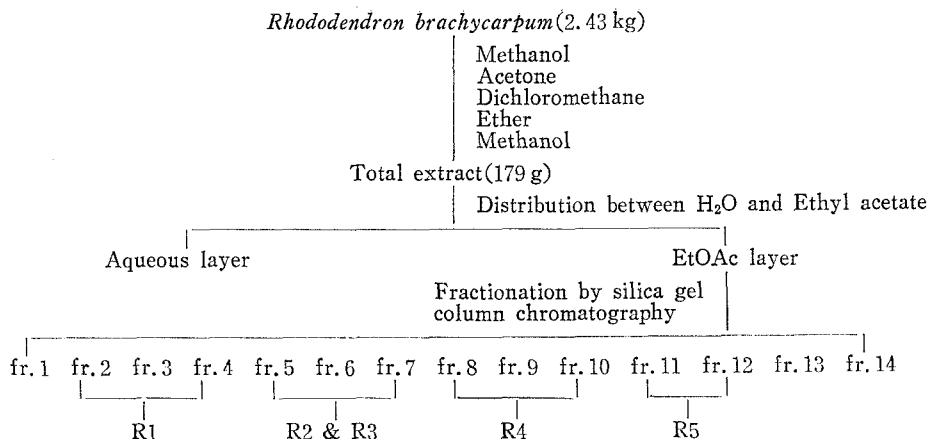 Rhododendron brachycarpum(2.43 kg)
Methanol
Acetone
Dichloromethane
Ether
Methanol
Total extract(179 g)
Distribution between H₂O and Ethyl acetate
Aqueous layer
EtOAc layer
Fractionation by silica gel
column chromatography
fr. 1 fr. 2 fr. 3 fr. 4 fr. 5 fr. 6 fr. 7 fr. 8 fr. 9 fr. 10 fr. 11 fr. 12 fr. 13 fr. 14
R1 R2 & R3 R4 R5